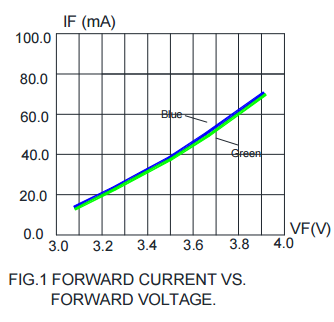 IF (mA)
100.0
80.0
60.0
40.0
20.0
0.0
Blue
Green
3.0 3.2 3.4 3.6 3.8 4.0
VF(V)
FIG.1 FORWARD CURRENT VS.
FORWARD VOLTAGE.